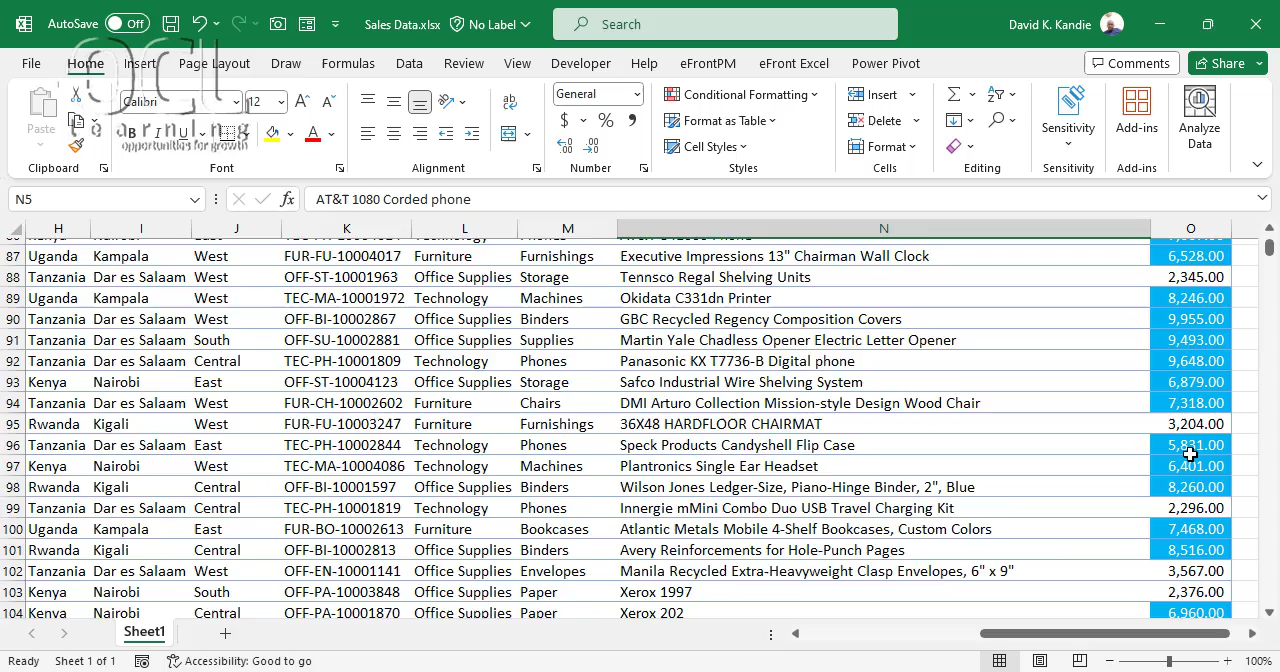 AutoSave Off Sales Data.xlsx No Label Search David K. Kandie
File Home Insert Page Layout Draw Formulas Data Review View Developer Help eFrontPM eFront Excel Power Pivot Comments Share
Paste Calibri 12 General Conditional Formatting Format as Table Cell Styles Insert Delete Format Sensitivity Add-ins Analyze Data
Clipboard Font Alignment Number Styles Cells Editing Sensitivity Add-ins
opportunities for growth
N5 fx AT&T 1080 Corded phone
H I J K L M N O
87 Uganda Kampala West FUR-FU-10004017 Furniture Furnishings Executive Impressions 13" Chairman Wall Clock 6,528.00
88 Tanzania Dar es Salaam West OFF-ST-10001963 Office Supplies Storage Tennsco Regal Shelving Units 2,345.00
89 Uganda Kampala West TEC-MA-10001972 Technology Machines Okidata C331dn Printer 8,246.00
90 Tanzania Dar es Salaam West OFF-BI-10002867 Office Supplies Binders GBC Recycled Regency Composition Covers 9,955.00
91 Tanzania Dar es Salaam South OFF-SU-10002881 Office Supplies Supplies Martin Yale Chadless Opener Electric Letter Opener 9,493.00
92 Tanzania Dar es Salaam Central TEC-PH-10001809 Technology Phones Panasonic KX T7736-B Digital phone 9,648.00
93 Kenya Nairobi East OFF-ST-10004123 Office Supplies Storage Safco Industrial Wire Shelving System 6,879.00
94 Tanzania Dar es Salaam West FUR-CH-10002602 Furniture Chairs DMI Arturo Collection Mission-style Design Wood Chair 7,318.00
95 Rwanda Kigali West FUR-FU-10003247 Furniture Furnishings 36X48 HARDFLOOR CHAIRMAT 3,204.00
96 Tanzania Dar es Salaam East TEC-PH-10002844 Technology Phones Speck Products Candyshell Flip Case 5,831.00
97 Kenya Nairobi West TEC-MA-10004086 Technology Machines Plantronics Single Ear Headset 6,401.00
98 Rwanda Kigali Central OFF-BI-10001597 Office Supplies Binders Wilson Jones Ledger-Size, Piano-Hinge Binder, 2", Blue 8,260.00
99 Tanzania Dar es Salaam Central TEC-PH-10001819 Technology Phones Innergie mMini Combo Duo USB Travel Charging Kit 2,296.00
100 Uganda Kampala East FUR-BO-10002613 Furniture Bookcases Atlantic Metals Mobile 4-Shelf Bookcases, Custom Colors 7,468.00
101 Rwanda Kigali Central OFF-BI-10002813 Office Supplies Binders Avery Reinforcements for Hole-Punch Pages 8,516.00
102 Tanzania Dar es Salaam West OFF-EN-10001141 Office Supplies Envelopes Manila Recycled Extra-Heavyweight Clasp Envelopes, 6" x 9" 3,567.00
103 Kenya Nairobi South OFF-PA-10003848 Office Supplies Paper Xerox 1997 2,376.00
104 Kenya Nairobi Central OFF-PA-10001870 Office Supplies Paper Xerox 202 6,960.00
Sheet1
Ready Sheet 1 of 1 Accessibility: Good to go 100%